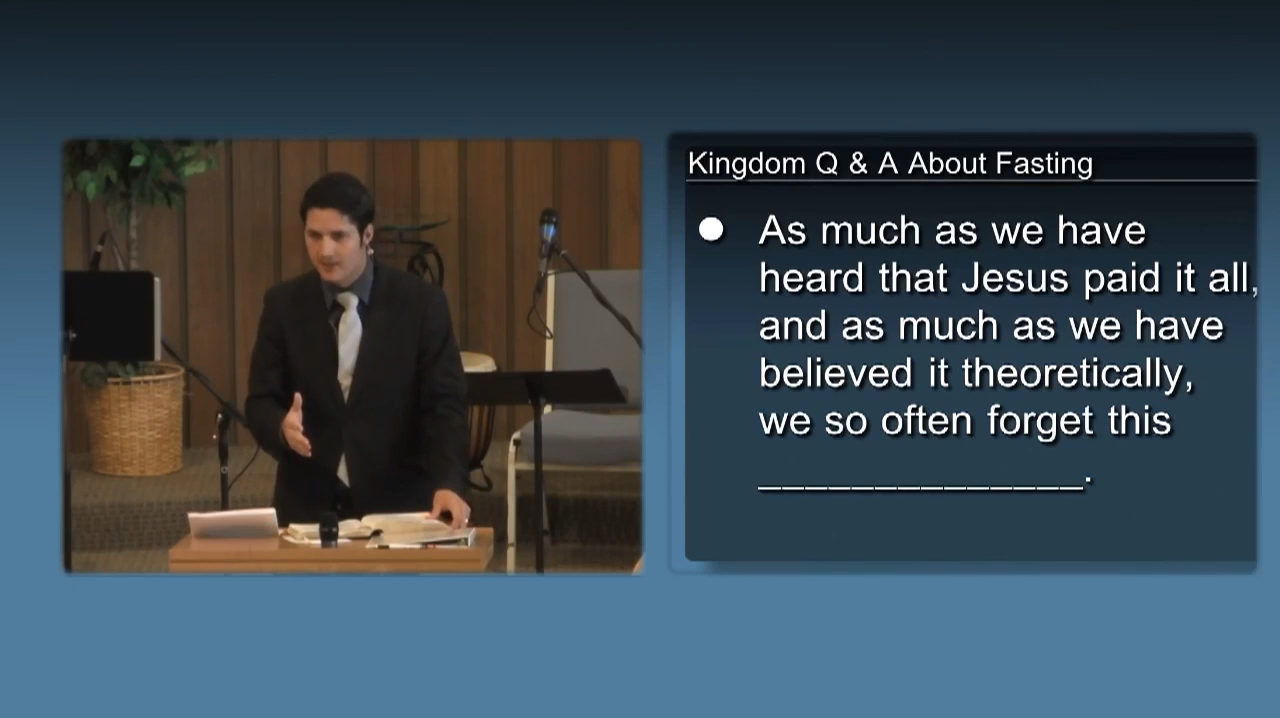 Kingdom Q & A About Fasting
● As much as we have
heard that Jesus paid it all,
and as much as we have
believed it theoretically,
we so often forget this
______________.